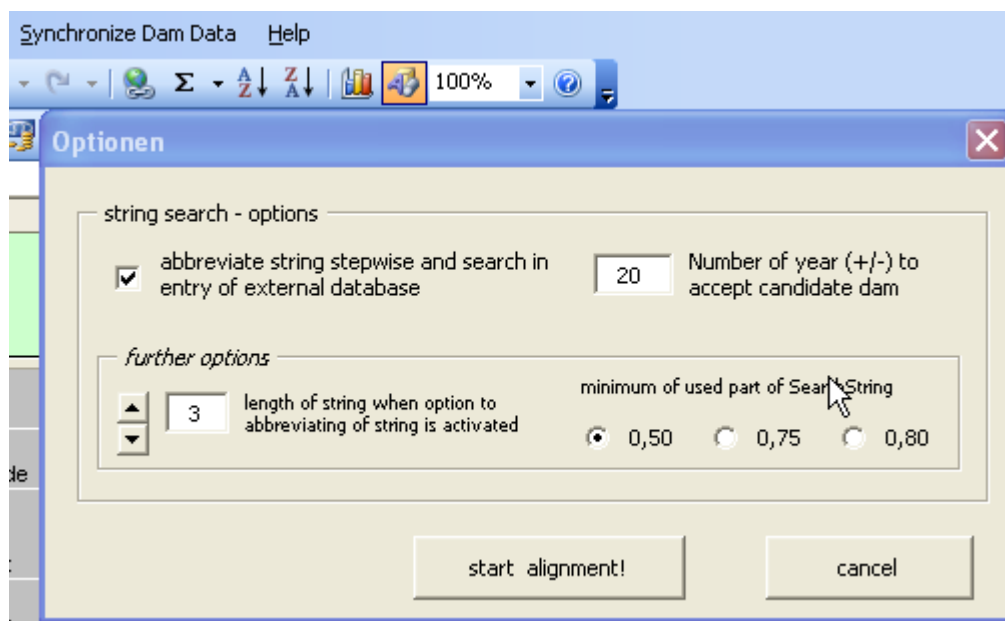 Synchronize Dam Data Help
Σ A Z Z A 100% ?
Optionen
string search - options
abbreviate string stepwise and search in
entry of external database
20
Number of year (+/-) to
accept candidate dam
further options
3
length of string when option to
abbreviating of string is activated
minimum of used part of SearchString
0,50 0,75 0,80
de
start alignment!
cancel